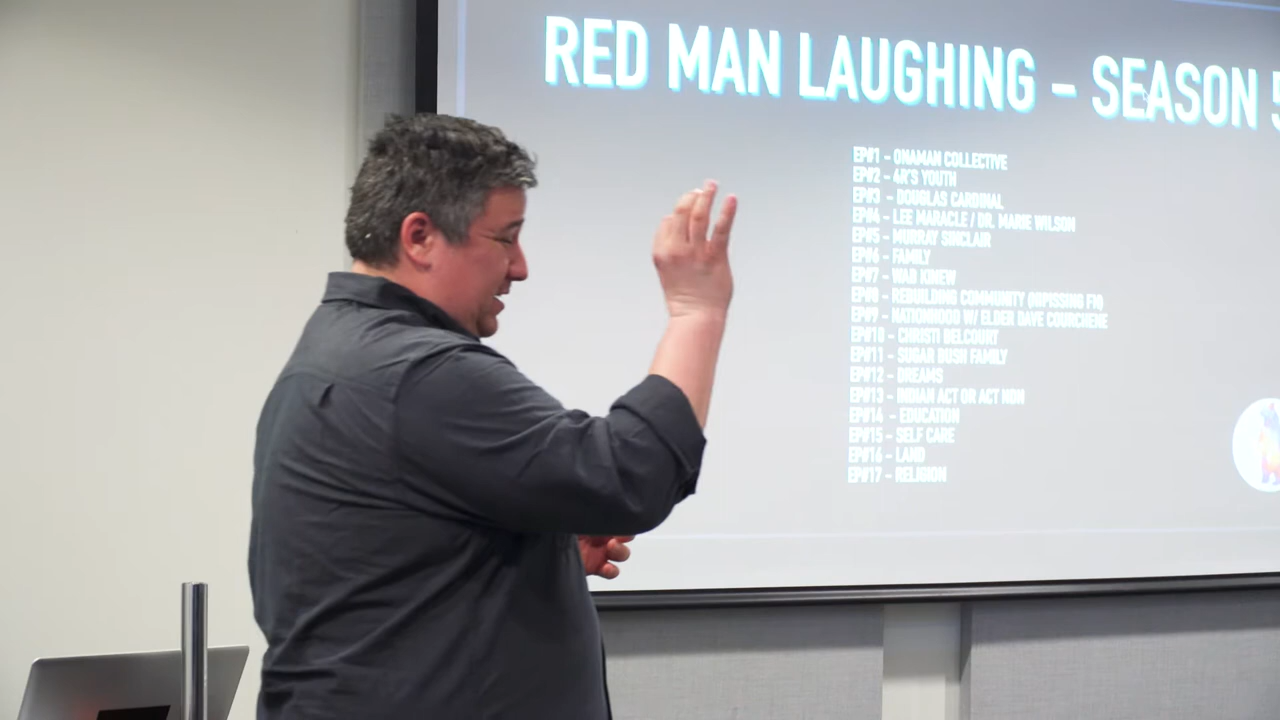 RED MAN LAUGHING – SEASON 5
EP#1 – ONAMAN COLLECTIVE
EP#2 – 4R'S YOUTH
EP#3 – DOUGLAS CARDINAL
EP#4 – LEE MARACLE / DR. MARIE WILSON
EP#5 – MURRAY SINCLAIR
EP#6 – FAMILY
EP#7 – WAB KINEW
EP#8 – REBUILDING COMMUNITY (NIPISSING FN)
EP#9 – NATIONHOOD W/ ELDER DAVE COURCHENE
EP#10 – CHRISTI BELCOURT
EP#11 – SUGAR BUSH FAMILY
EP#12 – DREAMS
EP#13 – INDIAN ACT OR ACT NON
EP#14 – EDUCATION
EP#15 – SELF CARE
EP#16 – LAND
EP#17 – RELIGION